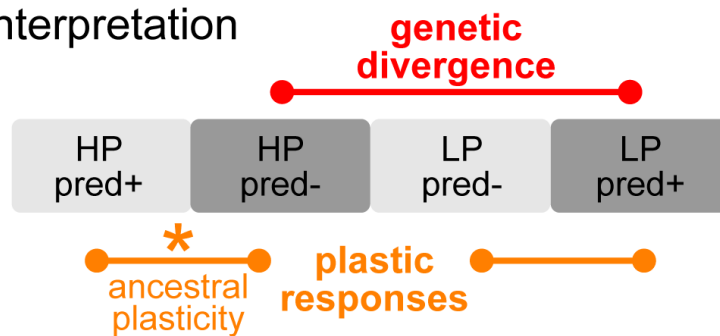 nterpretation
genetic
divergence
HP
pred+
HP
pred-
LP
pred-
LP
pred+
*
ancestral
plasticity
plastic
responses